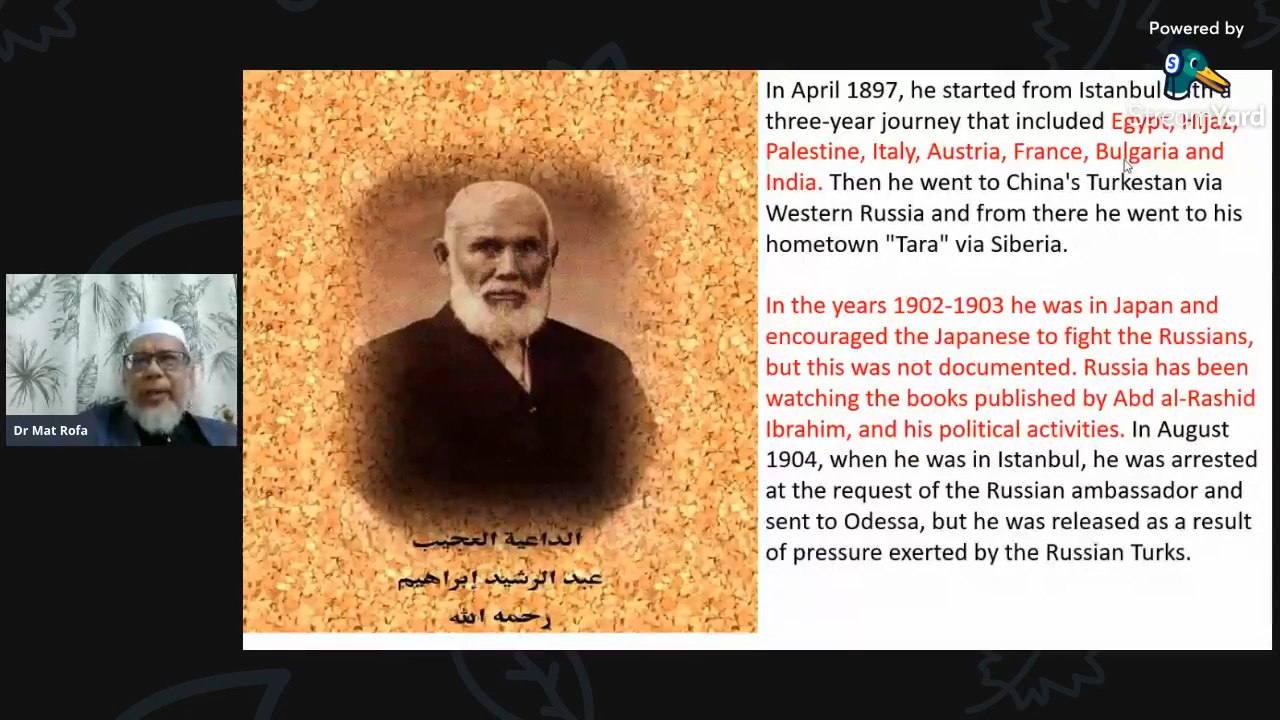 Powered by
StreamYard
In April 1897, he started from Istanbul with a
three-year journey that included Egypt, Hijaz,
Palestine, Italy, Austria, France, Bulgaria and
India. Then he went to China's Turkestan via
Western Russia and from there he went to his
hometown "Tara" via Siberia.
In the years 1902-1903 he was in Japan and
encouraged the Japanese to fight the Russians,
but this was not documented. Russia has been
watching the books published by Abd al-Rashid
Ibrahim, and his political activities. In August
1904, when he was in Istanbul, he was arrested
at the request of the Russian ambassador and
sent to Odessa, but he was released as a result
of pressure exerted by the Russian Turks.
الداعية العجيب
عبد الرشيد إبراهيم
رحمه الله
Dr Mat Rofa